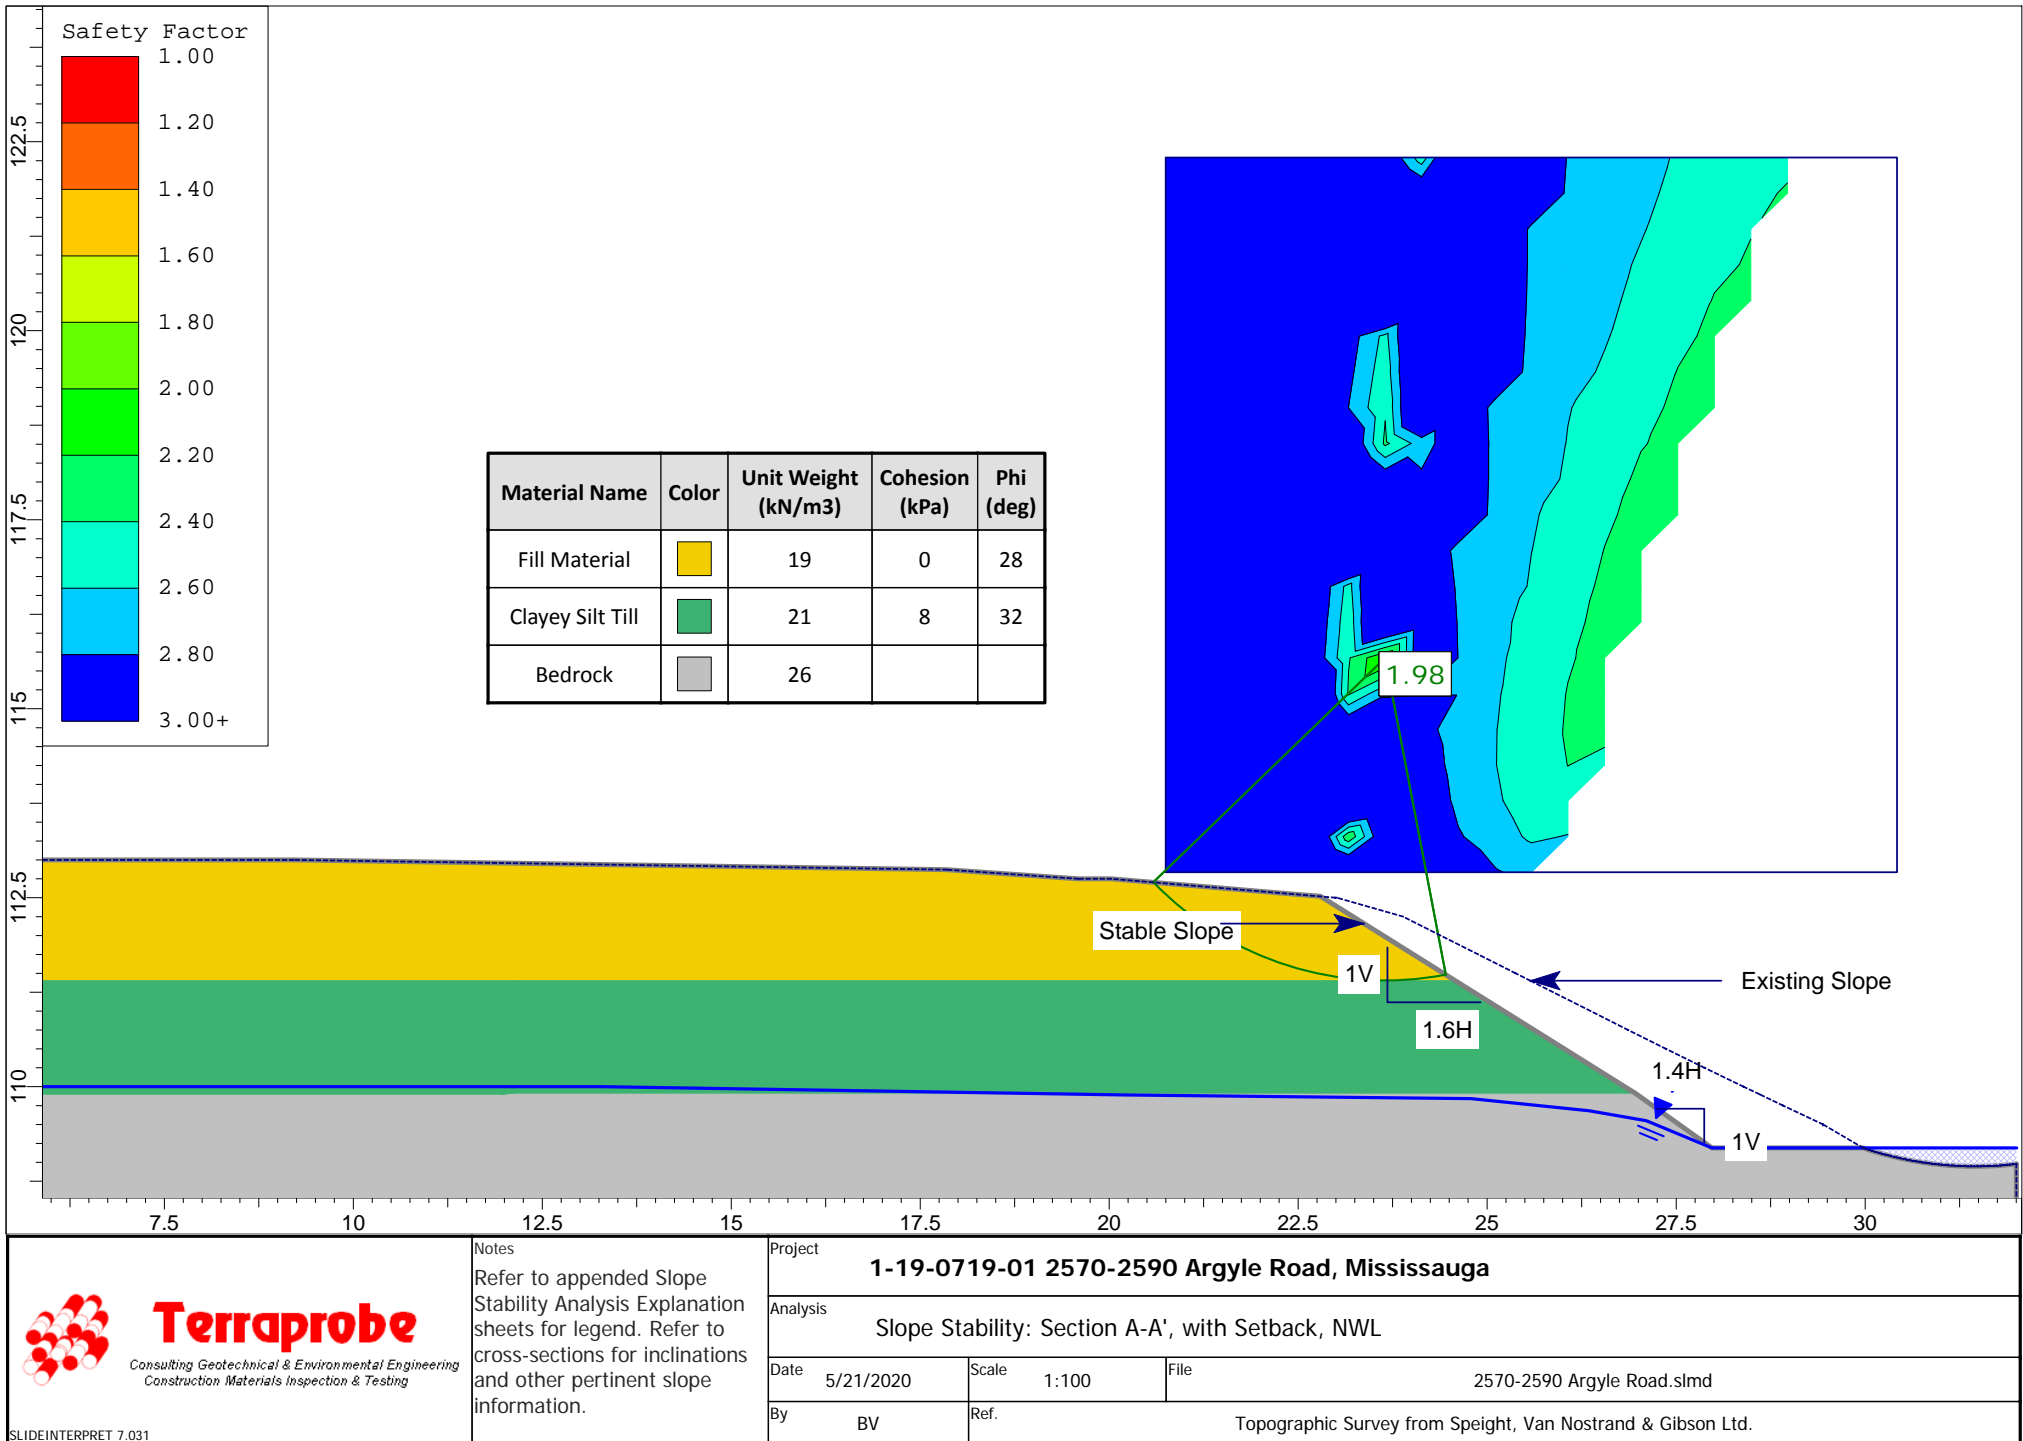 Safety Factor
1.00
1.20
1.40
1.60
1.80
2.00
2.20
2.40
2.60
2.80
3.00+
122.5
120
117.5
115
112.5
110
Material Name Color Unit Weight (kN/m3) Cohesion (kPa) Phi (deg)
Fill Material 19 0 28
Clayey Silt Till 21 8 32
Bedrock 26
1.98
Stable Slope
1V
1.6H
Existing Slope
1.4H
1V
7.5 10 12.5 15 17.5 20 22.5 25 27.5 30
Terraprobe
Consulting Geotechnical & Environmental Engineering
Construction Materials Inspection & Testing
SLIDEINTERPRET 7.031
Notes
Refer to appended Slope
Stability Analysis Explanation
sheets for legend. Refer to
cross-sections for inclinations
and other pertinent slope
information.
Project
1-19-0719-01 2570-2590 Argyle Road, Mississauga
Analysis
Slope Stability: Section A-A', with Setback, NWL
Date 5/21/2020
Scale 1:100
File 2570-2590 Argyle Road.slmd
By BV
Ref. Topographic Survey from Speight, Van Nostrand & Gibson Ltd.